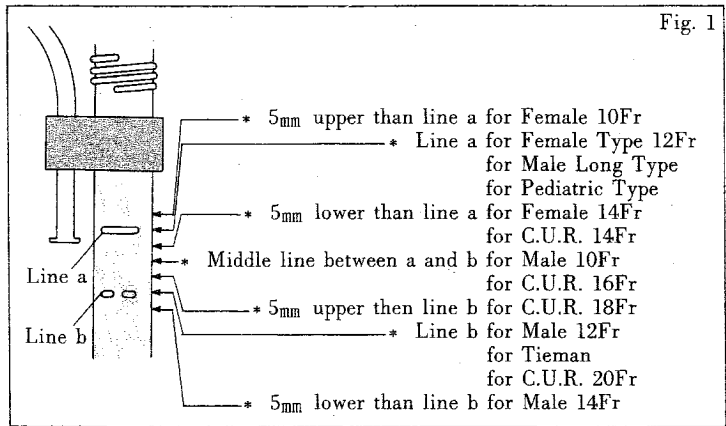 Fig. 1
* 5mm upper than line a for Female 10Fr
* Line a for Female Type 12Fr
for Male Long Type
for Pediatric Type
* 5mm lower than line a for Female 14Fr
for C.U.R. 14Fr
Line a
* Middle line between a and b for Male 10Fr
for C.U.R. 16Fr
* 5mm upper then line b for C.U.R. 18Fr
Line b
* Line b for Male 12Fr
for Tieman
for C.U.R. 20Fr
* 5mm lower than line b for Male 14Fr